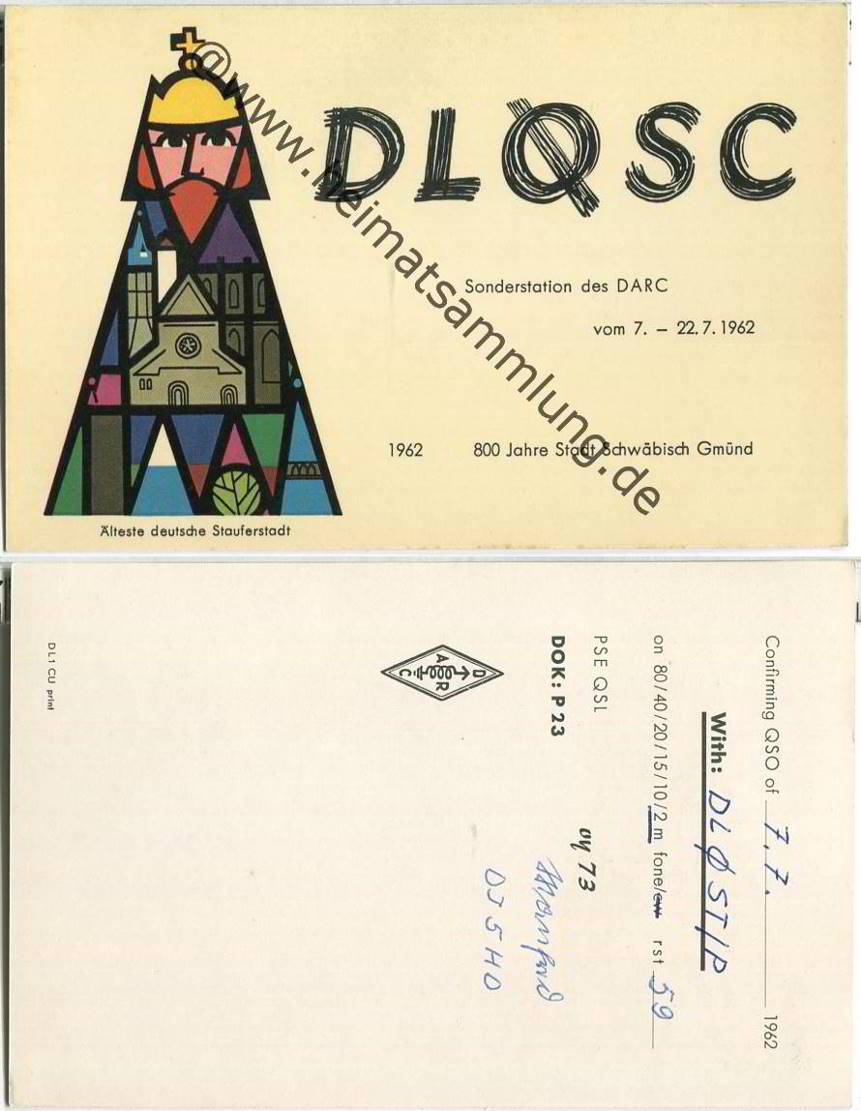 DLØSC
Sonderstation des DARC
vom 7. – 22.7.1962
1962 800 Jahre Stadt Schwäbisch Gmünd
Älteste deutsche Stauferstadt
@www.heimatsammlung.de
Confirming QSO of 7.7. 1962
With: DLØST/P
on 80/40/20/15/10/2 m fone/cw rst 59
PSE QSL
DOK: P 23
73
DJ5HO
DARC
DL1 CU print